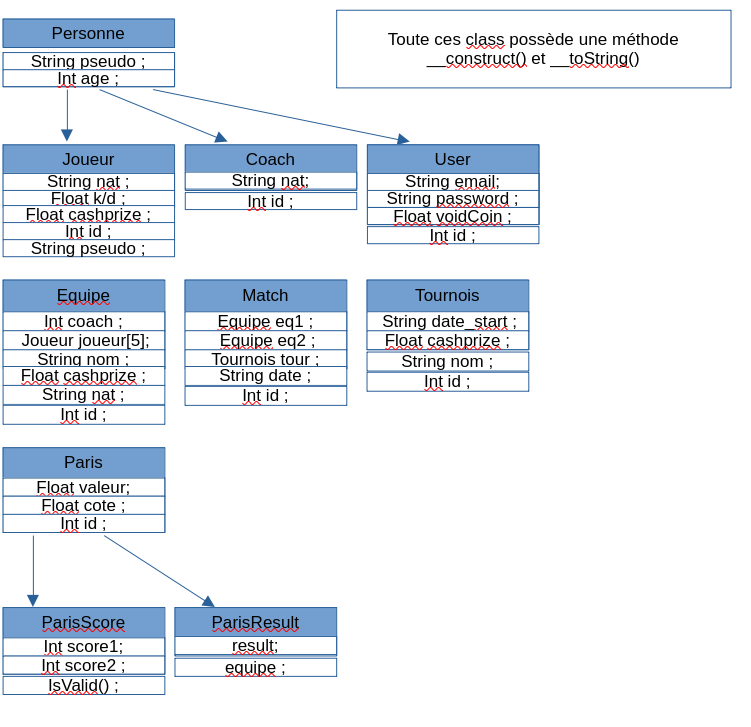 Personne
String pseudo ;
Int age ;
Toute ces class possède une méthode
__construct() et __toString()
Joueur
String nat ;
Float k/d ;
Float cashprize ;
Int id ;
String pseudo ;
Coach
String nat;
Int id ;
User
String email;
String password ;
Float voidCoin ;
Int id ;
Equipe
Int coach ;
Joueur joueur[5];
String nom ;
Float cashprize ;
String nat ;
Int id ;
Match
Equipe eq1 ;
Equipe eq2 ;
Tournois tour ;
String date ;
Int id ;
Tournois
String date_start ;
Float cashprize ;
String nom ;
Int id ;
Paris
Float valeur;
Float cote ;
Int id ;
ParisScore
Int score1;
Int score2 ;
IsValid() ;
ParisResult
result;
equipe ;